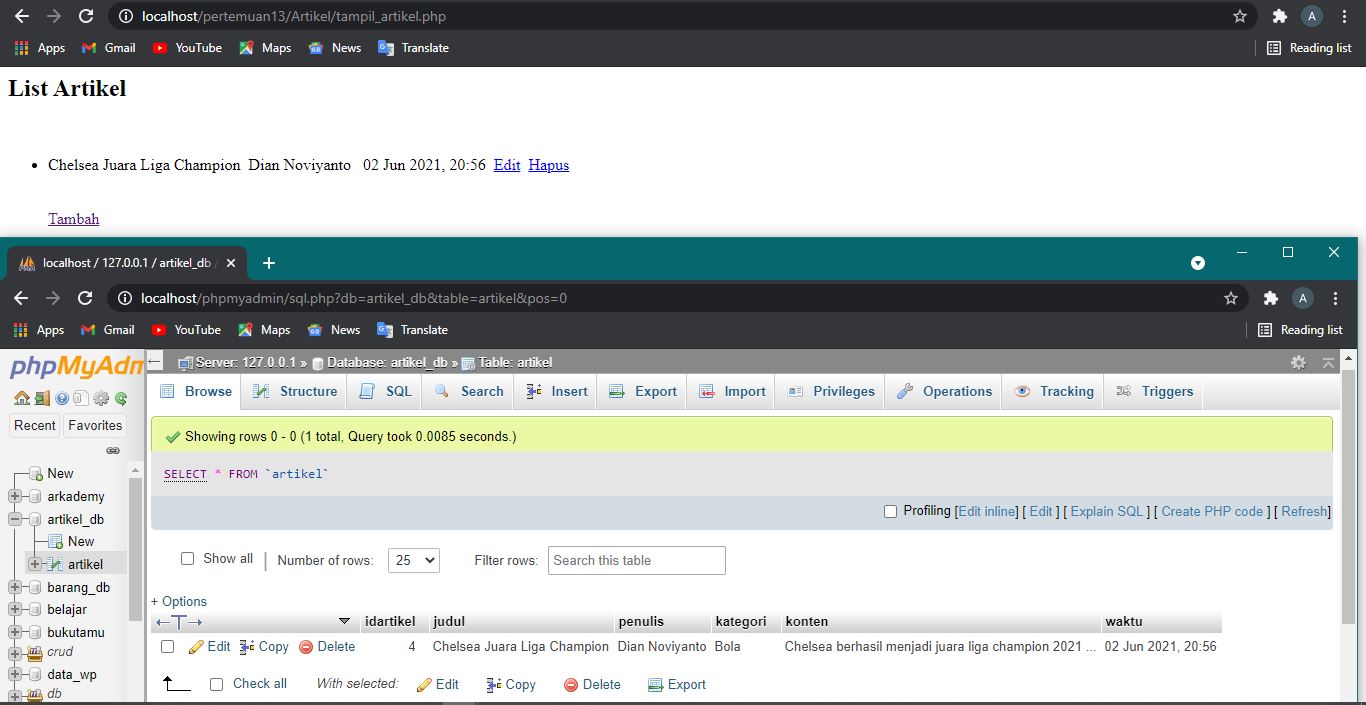 localhost/pertemuan13/Artikel/tampil_artikel.php A
Apps Gmail YouTube Maps News Translate Reading list
List Artikel
Chelsea Juara Liga Champion Dian Noviyanto 02 Jun 2021, 20:56 Edit Hapus
Tambah
localhost / 127.0.0.1 / artikel_db /
localhost/phpmyadmin/sql.php?db=artikel_db&table=artikel&pos=0 A
Apps Gmail YouTube Maps News Translate Reading list
phpMyAdm
Server: 127.0.0.1 » Database: artikel_db » Table: artikel
Browse Structure SQL Search Insert Export Import Privileges Operations Tracking Triggers
Recent Favorites
New
arkademy
artikel_db
New
artikel
barang_db
belajar
bukutamu
crud
data_wp
db
Showing rows 0 - 0 (1 total, Query took 0.0085 seconds.)
SELECT * FROM `artikel`
Profiling [Edit inline] [ Edit ] [ Explain SQL ] [ Create PHP code ] [ Refresh]
Show all | Number of rows: 25 Filter rows: Search this table
+ Options
←T→ idartikel judul penulis kategori konten waktu
Edit Copy Delete 4 Chelsea Juara Liga Champion Dian Noviyanto Bola Chelsea berhasil menjadi juara liga champion 2021 ... 02 Jun 2021, 20:56
Check all With selected: Edit Copy Delete Export